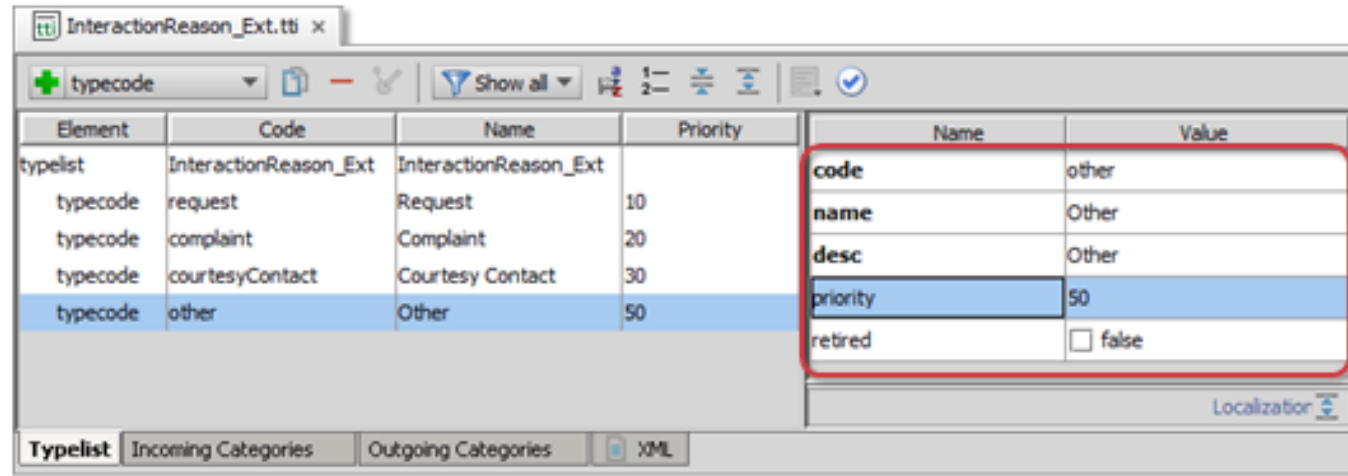 InteractionReason_Ext.tti ×
typecode Show all
Element Code Name Priority Name Value
typelist InteractionReason_Ext InteractionReason_Ext code other
typecode request Request 10 name Other
typecode complaint Complaint 20 desc Other
typecode courtesyContact Courtesy Contact 30 priority 50
typecode other Other 50 retired false
Localization
Typelist Incoming Categories Outgoing Categories XML